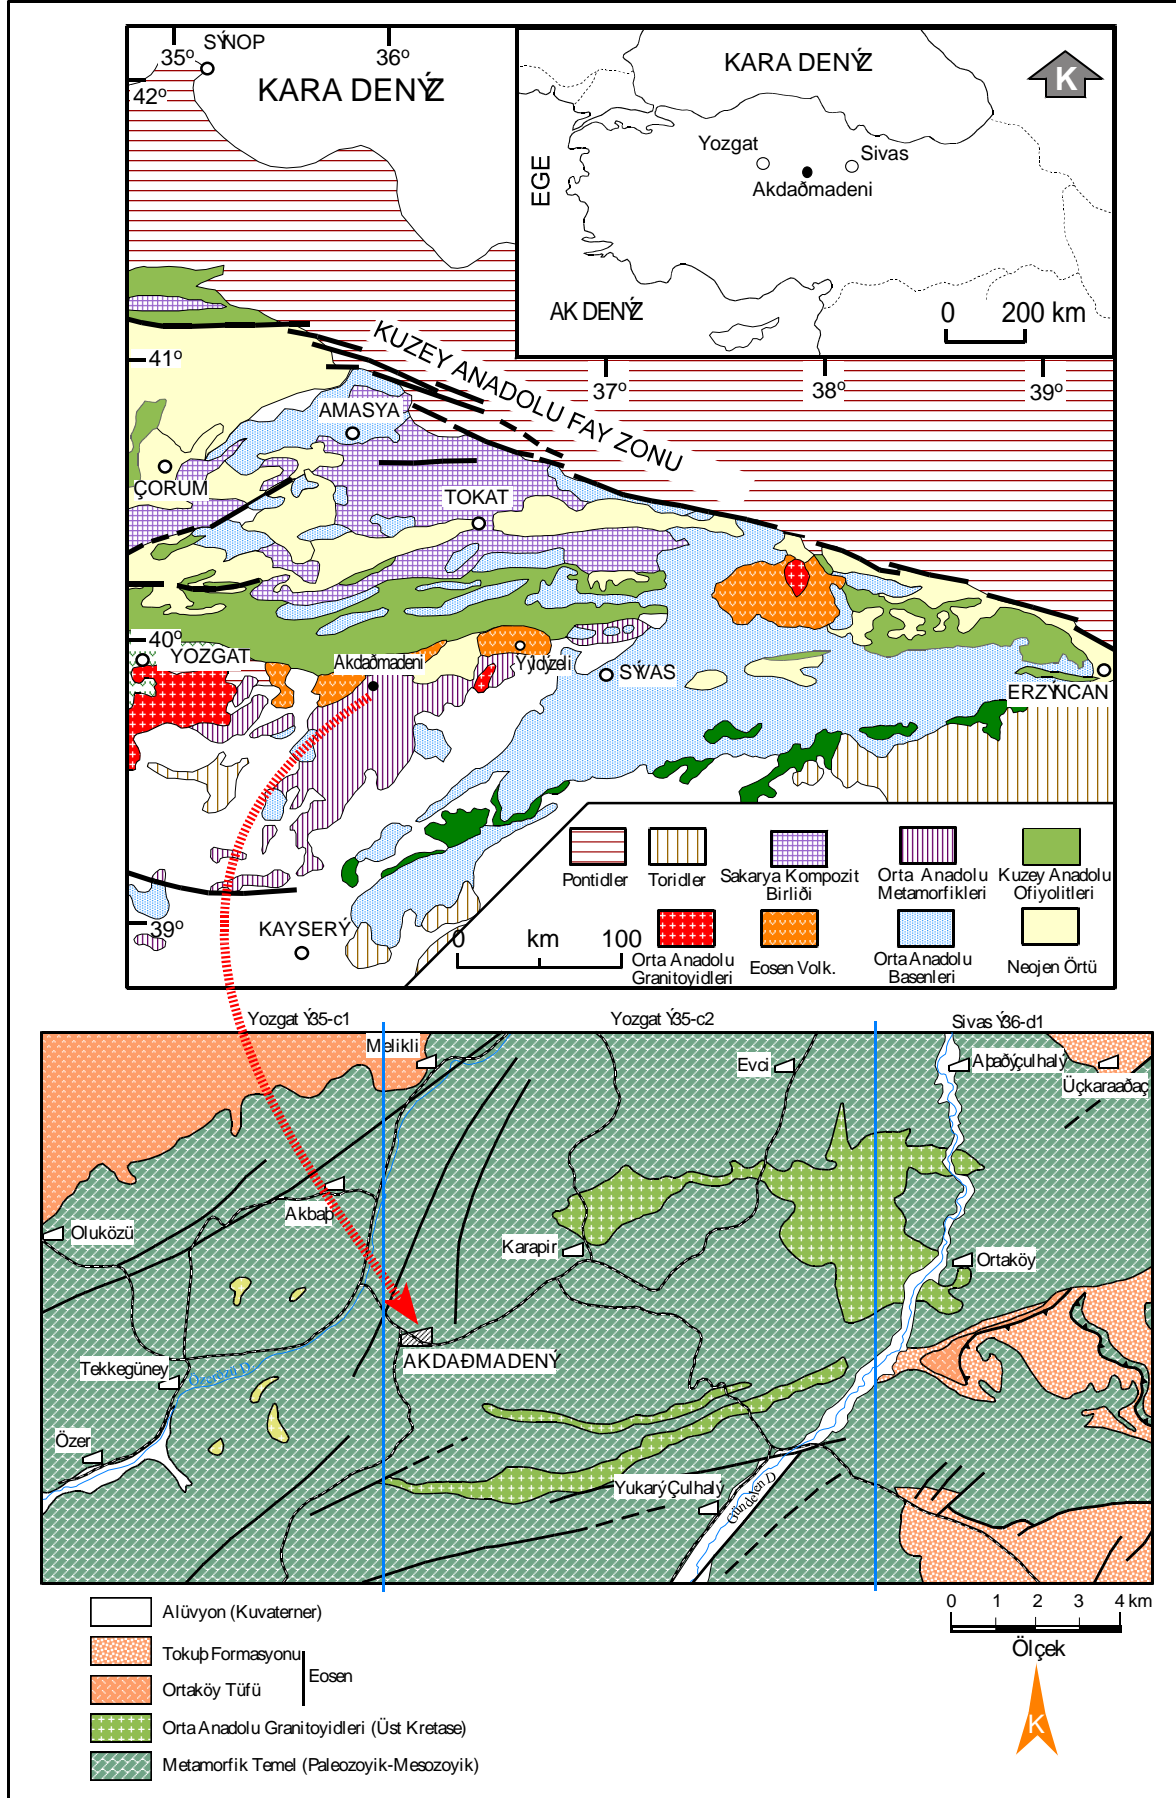 SÝNOP
35º
36º
42º
KARA DENÝZ
KARA DENÝZ
K
Yozgat
Sivas
Akdaðmadeni
EGE
AK DENÝZ
0 200 km
41º
KUZEY ANADOLU FAY ZONU
37º
38º
39º
AMASYA
ÇORUM
TOKAT
40º
YOZGAT
Akdaðmadeni
Yýldýzeli
SÝVAS
ERZÝNCAN
39º
KAYSERÝ
0 km 100
Pontidler
Toridler
Sakarya Kompozit
Birliði
Orta Anadolu
Metamorfikleri
Kuzey Anadolu
Ofiyolitleri
Orta Anadolu
Granitoyidleri
Eosen Volk.
Orta Anadolu
Basenleri
Neojen Örtü
Yozgat Ý35-c1
Yozgat Ý35-c2
Sivas Ý36-d1
Melikli
Evci
Aþaðýçulhalý
Üçkaraaðaç
Akbaþ
Oluközü
Karapir
Ortaköy
AKDAÐMADENÝ
Tekkegüney
Özer
YukarýÇulhalý
Gündelen D.
Alüvyon (Kuvaterner)
Tokuþ Formasyonu
Ortaköy Tüfü
Eosen
Orta Anadolu Granitoyidleri (Üst Kretase)
Metamorfik Temel (Paleozoyik-Mesozoyik)
0 1 2 3 4 km
Ölçek
K